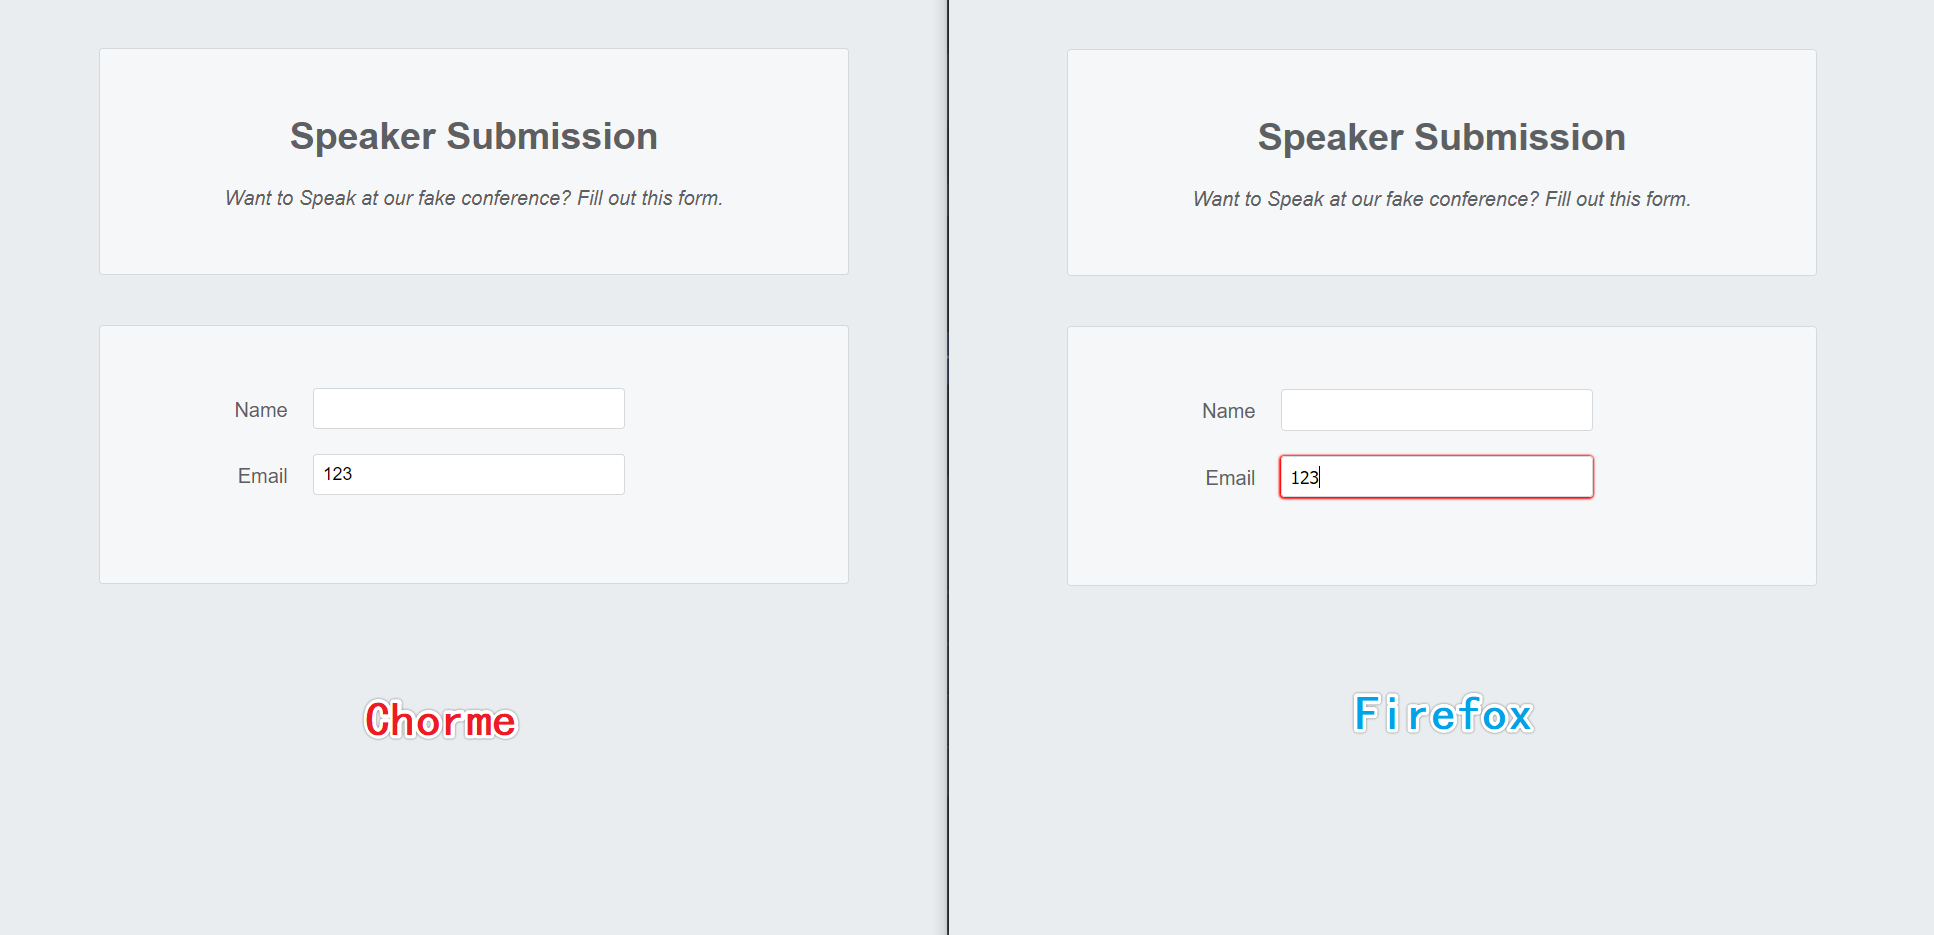 Speaker Submission
Want to Speak at our fake conference? Fill out this form.
Name
Email
123
Chorme
Speaker Submission
Want to Speak at our fake conference? Fill out this form.
Name
Email
123
Firefox